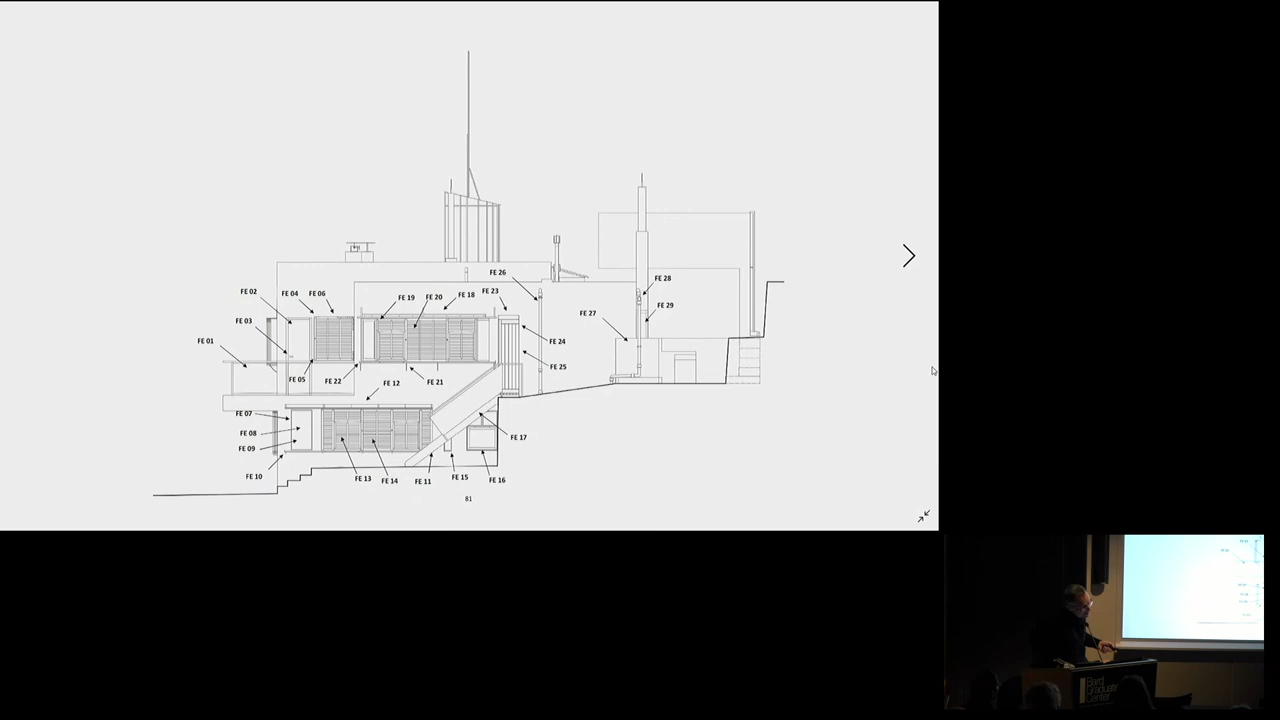 FE 26
FE 28
FE 02
FE 04
FE 06
FE 19
FE 20
FE 18
FE 23
FE 29
FE 03
FE 27
FE 01
FE 24
FE 05
FE 22
FE 12
FE 21
FE 25
FE 07
FE 08
FE 09
FE 17
FE 10
FE 13
FE 14
FE 11
FE 15
FE 16
81
Bard
Graduate
Center